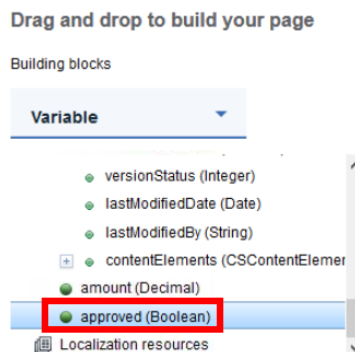 Drag and drop to build your page
Building blocks
Variable
versionStatus (Integer)
lastModifiedDate (Date)
lastModifiedBy (String)
contentElements (CSContentElemer
amount (Decimal)
approved (Boolean)
Localization resources